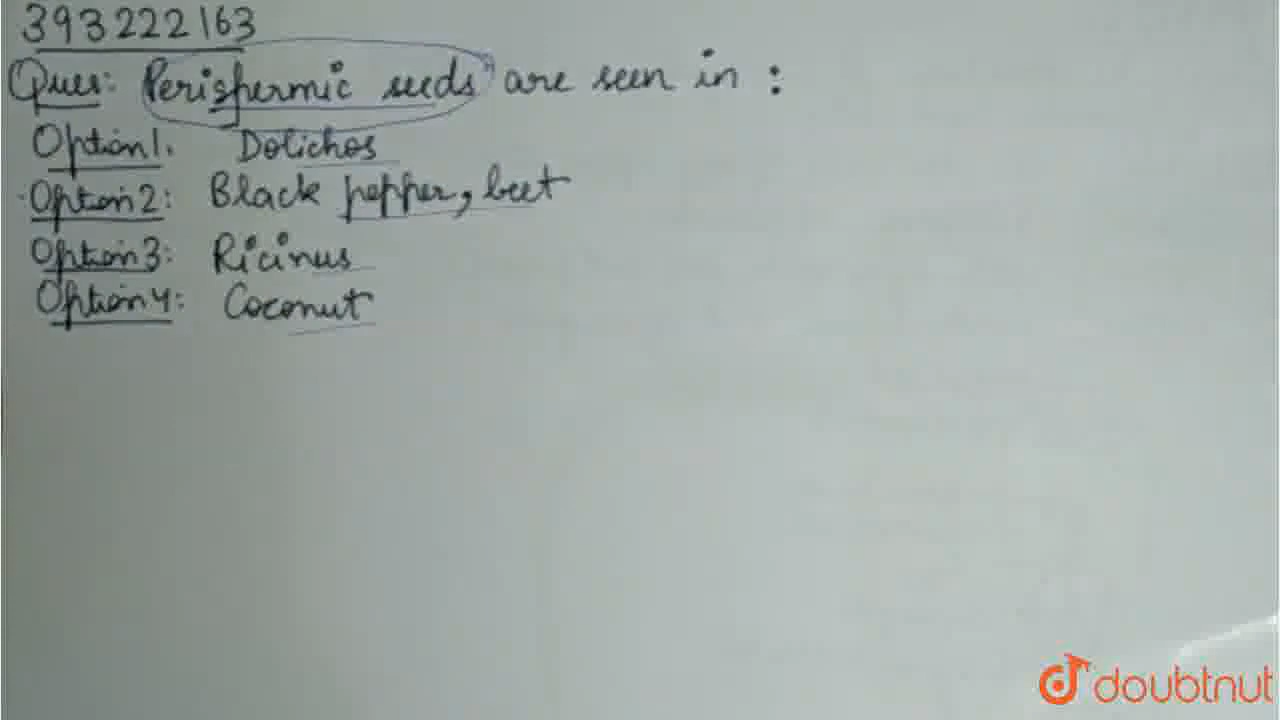 393222163
Ques: "Perispermic seeds" are seen in :
Option1. Dolichos
Option2: Black pepper, beet
Option3: Ricinus
Option4: Coconut
doubtnut